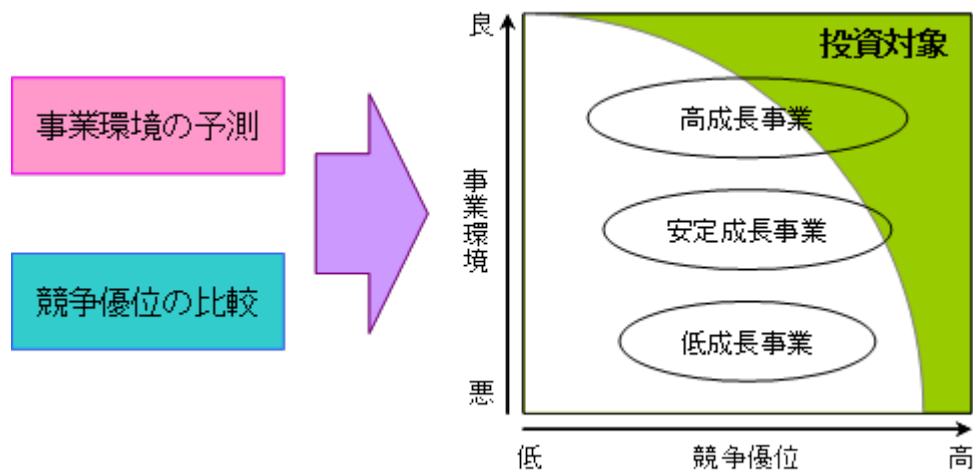 事業環境の予測
競争優位の比較
良
投資対象
高成長事業
事業環境
安定成長事業
低成長事業
悪
低
競争優位
高